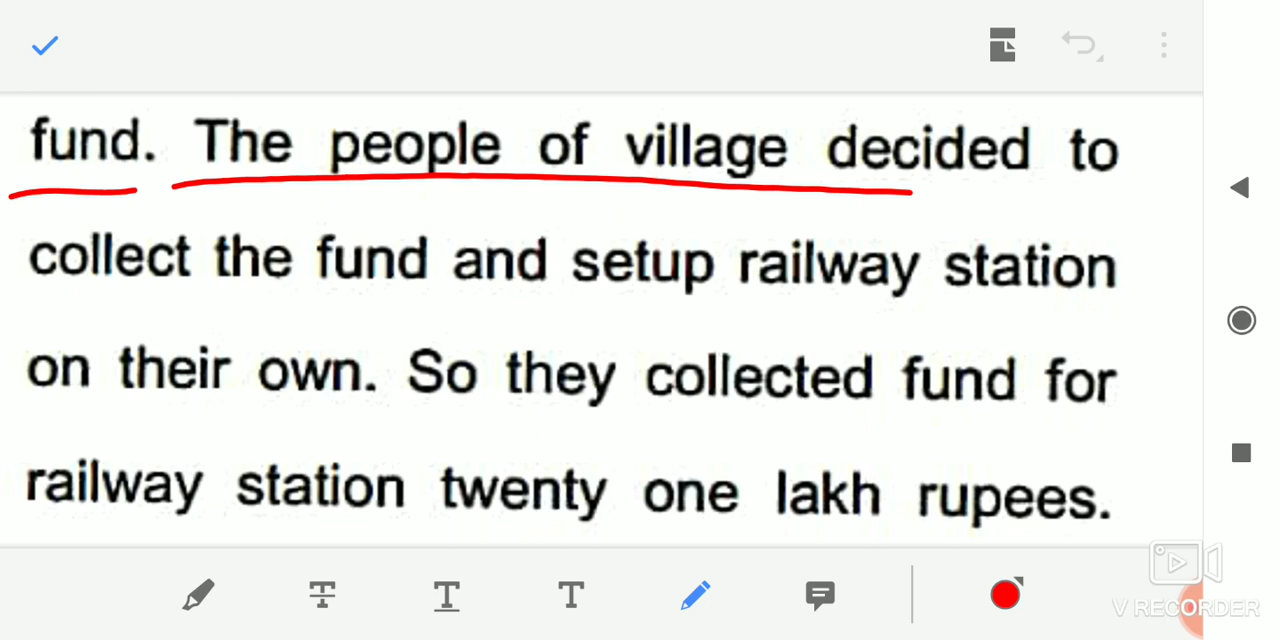 fund. The people of village decided to
collect the fund and setup railway station
on their own. So they collected fund for
railway station twenty one lakh rupees.
T T T
V RECORDER